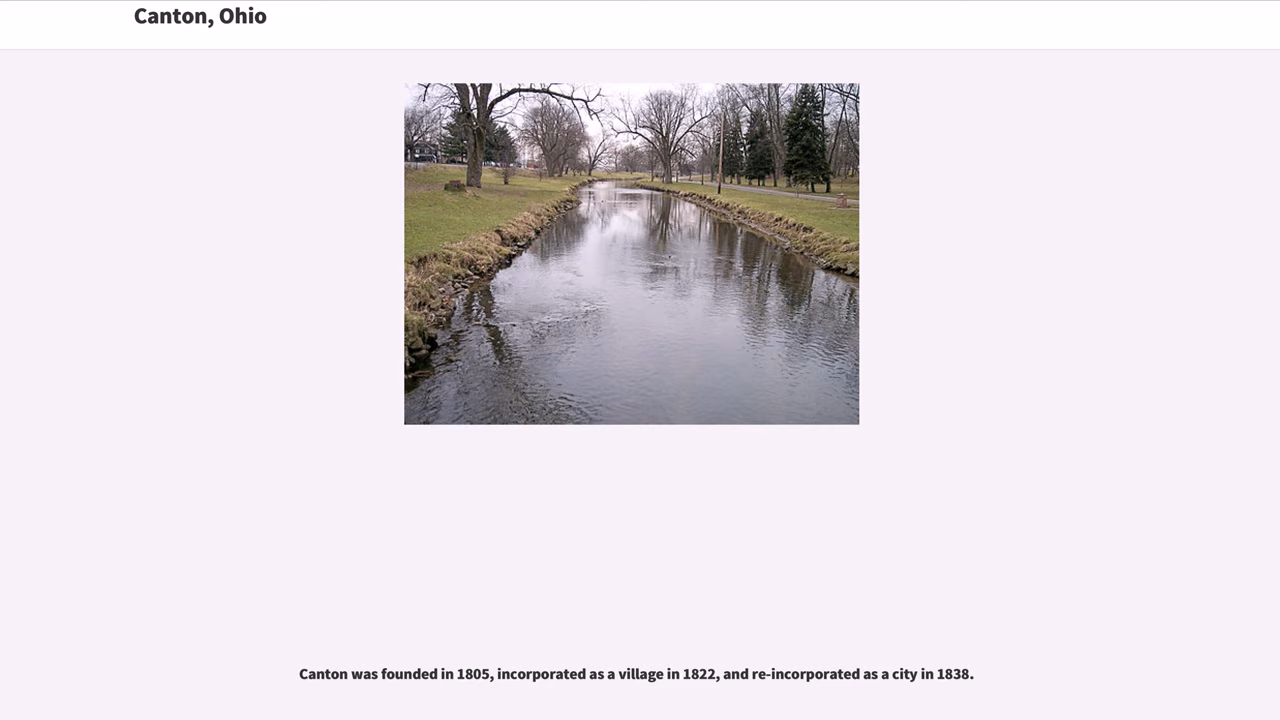 Canton, Ohio
Canton was founded in 1805, incorporated as a village in 1822, and re-incorporated as a city in 1838.